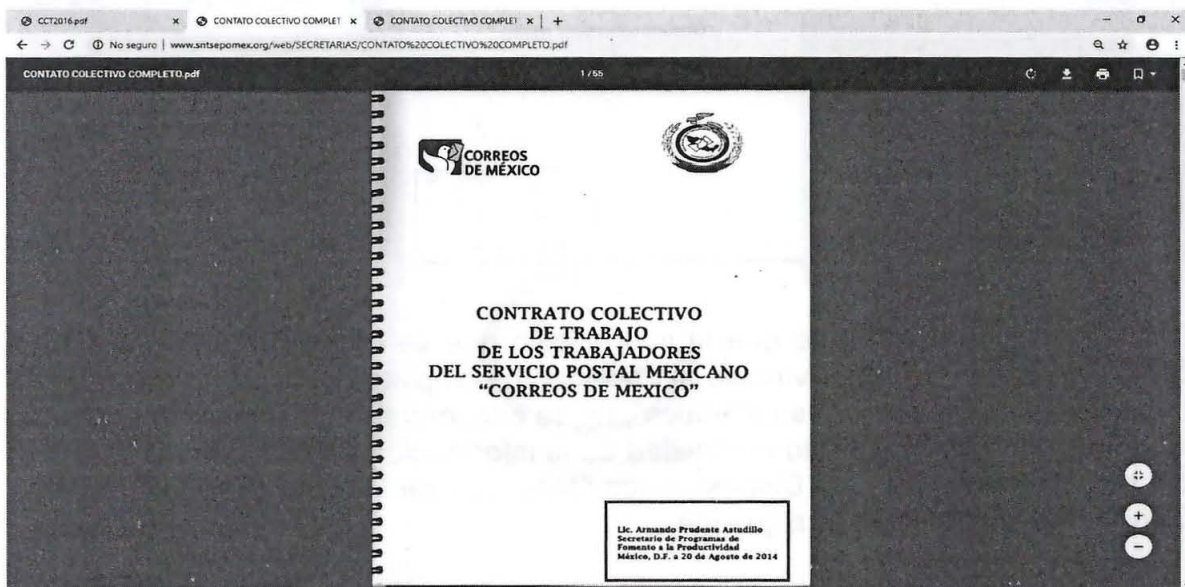 CCT2016.pdf
CONTATO COLECTIVO COMPLET
CONTATO COLECTIVO COMPLET
No seguro | www.sntsepomex.org/web/SECRETARIAS/CONTATO%20COLECTIVO%20COMPLETO.pdf
CONTATO COLECTIVO COMPLETO.pdf
1 / 55
CORREOS
DE MÉXICO
CONTRATO COLECTIVO
DE TRABAJO
DE LOS TRABAJADORES
DEL SERVICIO POSTAL MEXICANO
“CORREOS DE MEXICO”
Lic. Armando Prudente Astudillo
Secretario de Programas de
Fomento a la Productividad
México, D.F. a 20 de Agosto de 2014